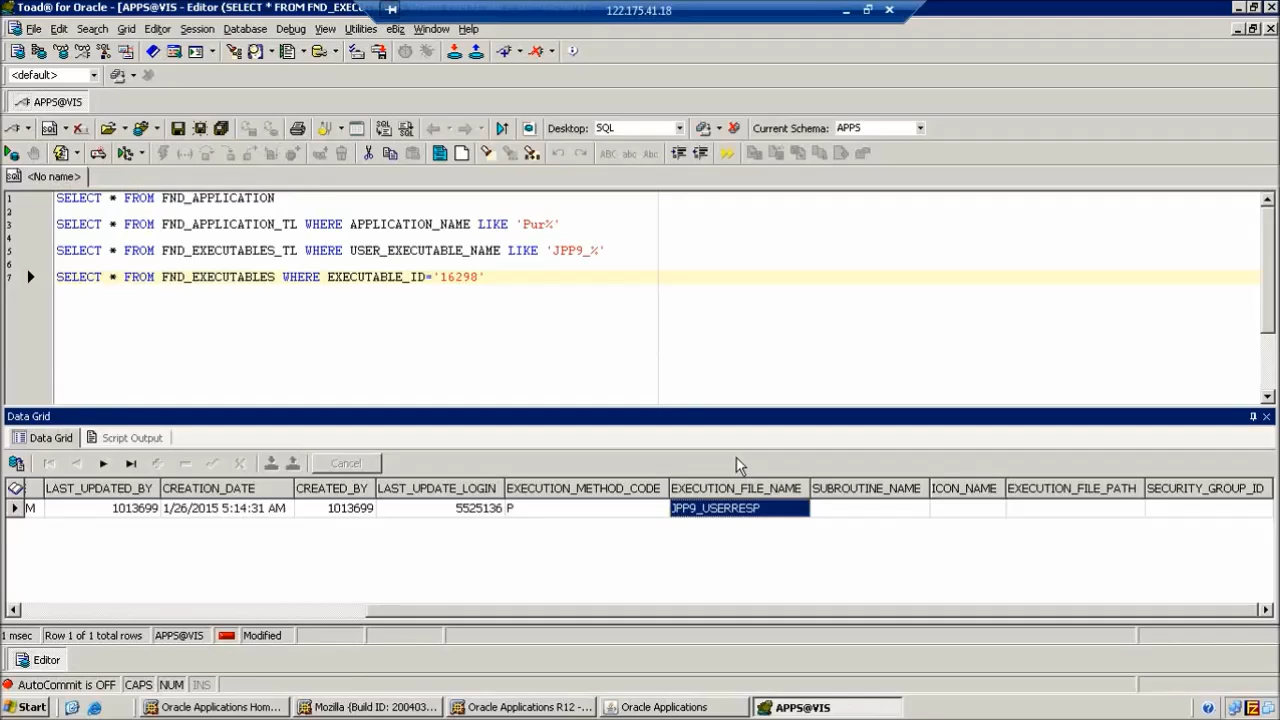 Toad® for Oracle - [APPS@VIS - Editor (SELECT * FROM FND_EXECU
122.175.41.18
File Edit Search Grid Editor Session Database Debug View Utilities eBiz Window Help
<default>
APPS@VIS
SQL Desktop: SQL Current Schema: APPS
ABC abc Abc
SQL <No name>
1 SELECT * FROM FND_APPLICATION
2
3 SELECT * FROM FND_APPLICATION_TL WHERE APPLICATION_NAME LIKE 'Pur%'
4
5 SELECT * FROM FND_EXECUTABLES_TL WHERE USER_EXECUTABLE_NAME LIKE 'JPP9_%'
6
7 SELECT * FROM FND_EXECUTABLES WHERE EXECUTABLE_ID='16298'
Data Grid
Data Grid Script Output
Cancel
LAST_UPDATED_BY CREATION_DATE CREATED_BY LAST_UPDATE_LOGIN EXECUTION_METHOD_CODE EXECUTION_FILE_NAME SUBROUTINE_NAME ICON_NAME EXECUTION_FILE_PATH SECURITY_GROUP_ID
M 1013699 1/26/2015 5:14:31 AM 1013699 5525136 P JPP9_USERRESP
1 msec Row 1 of 1 total rows APPS@VIS Modified
Editor
AutoCommit is OFF CAPS NUM INS
Start Oracle Applications Hom... Mozilla {Build ID: 200403... Oracle Applications R12 -... Oracle Applications APPS@VIS